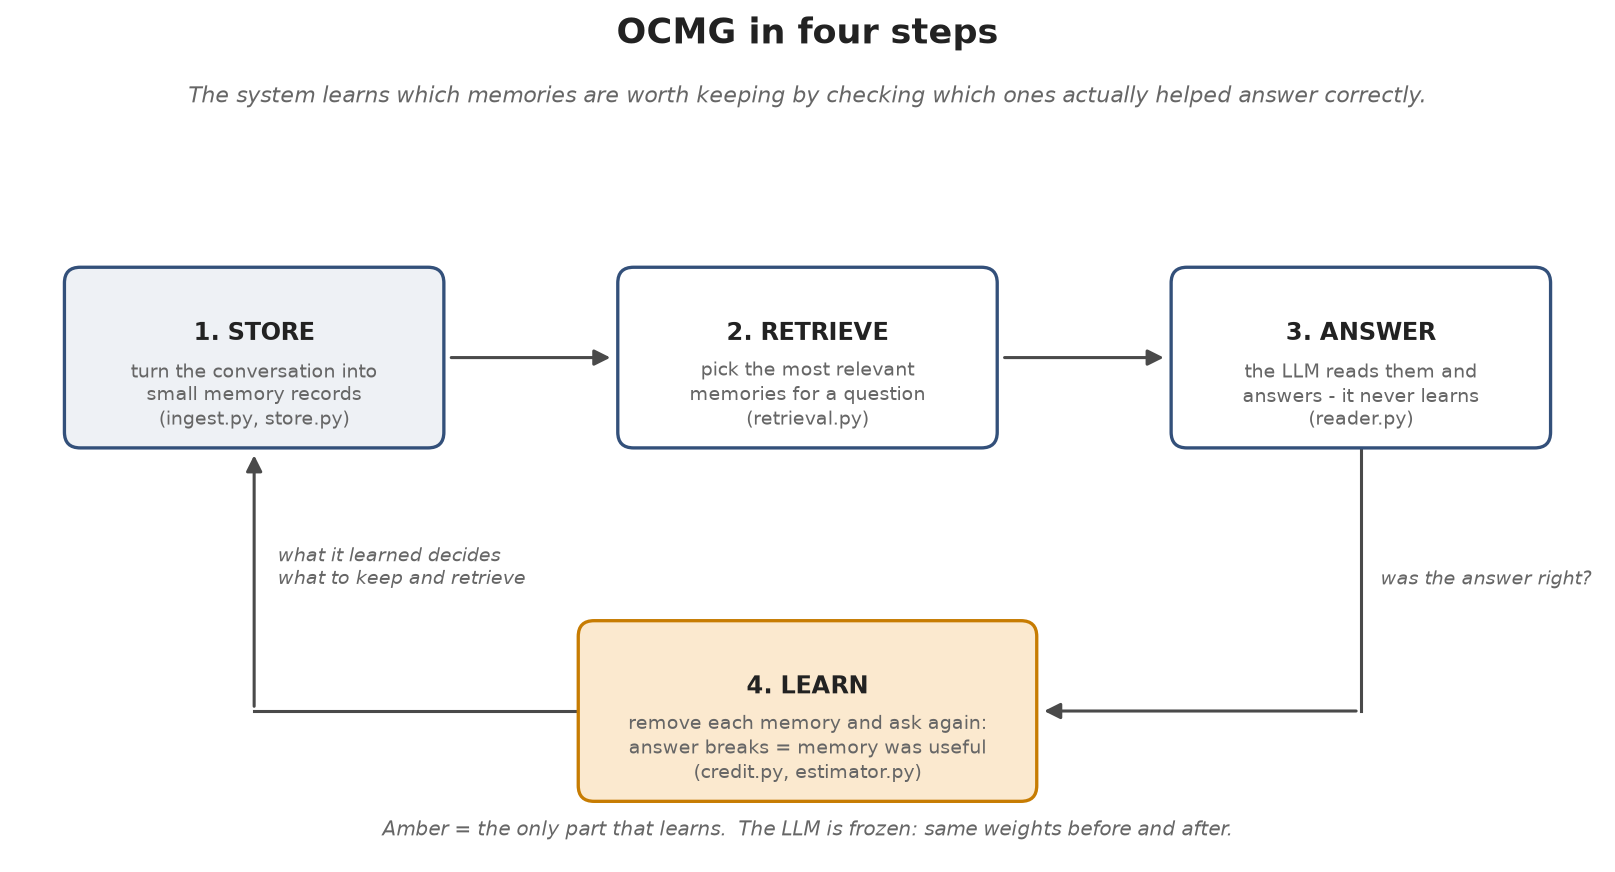 OCMG in four steps
The system learns which memories are worth keeping by checking which ones actually helped answer correctly.
1. STORE
turn the conversation into
small memory records
(ingest.py, store.py)
2. RETRIEVE
pick the most relevant
memories for a question
(retrieval.py)
3. ANSWER
the LLM reads them and
answers - it never learns
(reader.py)
what it learned decides
what to keep and retrieve
was the answer right?
4. LEARN
remove each memory and ask again:
answer breaks = memory was useful
(credit.py, estimator.py)
Amber = the only part that learns.  The LLM is frozen: same weights before and after.